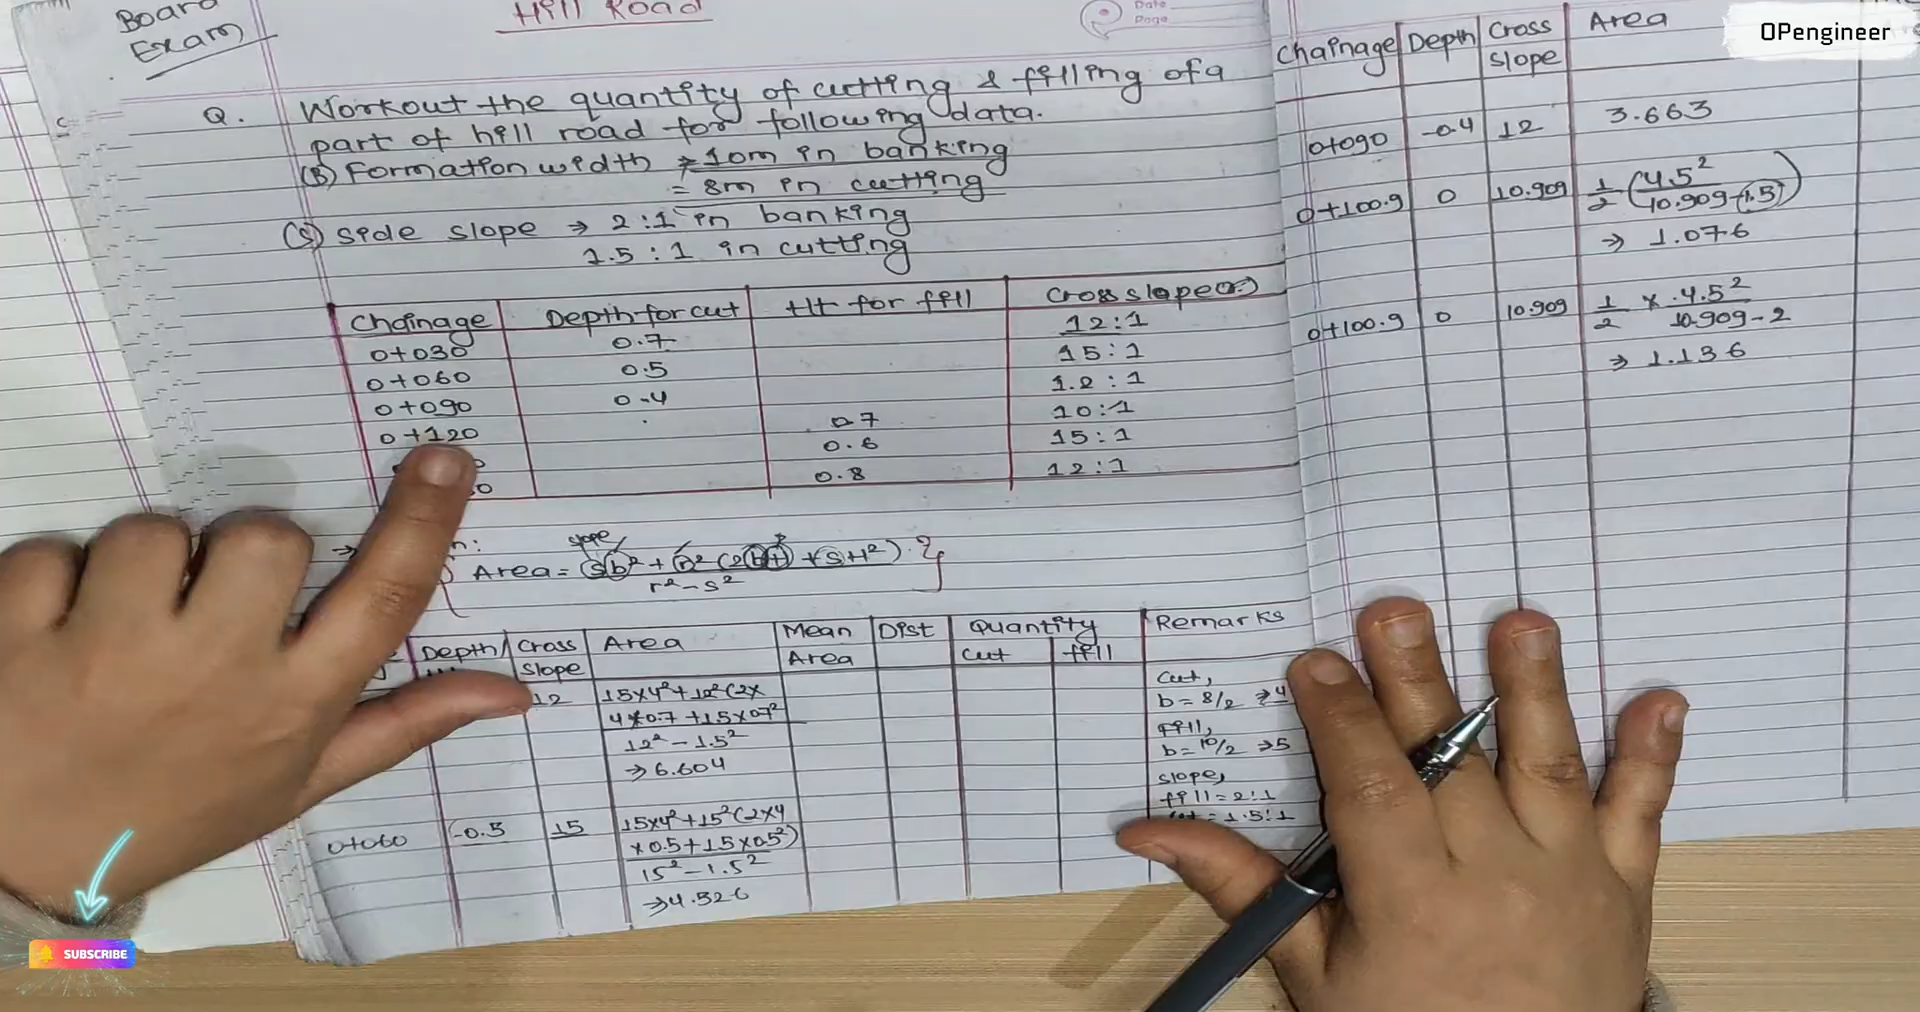 Board
Exam
Hill Road
Date
Page
Q. Workout the quantity of cutting & filling of a
part of hill road for following data.
(B) Formation width → 10m in banking
= 8m in cutting
(S) side slope → 2:1 in banking
1.5 : 1 in cutting
Chainage Depth for cut Ht for fill Cross slope(r)
0+030 0.7 12:1
0+060 0.5 15:1
0+090 0.4 1.2 : 1
0+120 0.7 10:1
0.6 15:1
0.8 12:1
Area = sb² + r² (2bH + sH²)
r² - s²
Depth/ Cross Area Mean Dist Quantity Remarks
slope Area cut fill
12 1.5×4²+12²(2×
4×0.7 +1.5×0.7²
12² - 1.5²
⇒ 6.604
0+060 -0.5 15 1.5×4²+15²(2×4
×0.5+1.5×0.5²)
15² - 1.5²
⇒ 4.526
cut,
b = 8/2 ⇒ 4
fill,
b = 10/2 ⇒ 5
slope,
fill = 2:1
cut = 1.5:1
Chainage Depth Cross Area
slope
0+090 -0.4 12 3.663
0+100.9 0 10.909 1/2 (4.5²/10.909-1.5)
⇒ 1.076
0+100.9 0 10.909 1/2 × 4.5²/10.909-2
⇒ 1.136
OPengineer
SUBSCRIBE